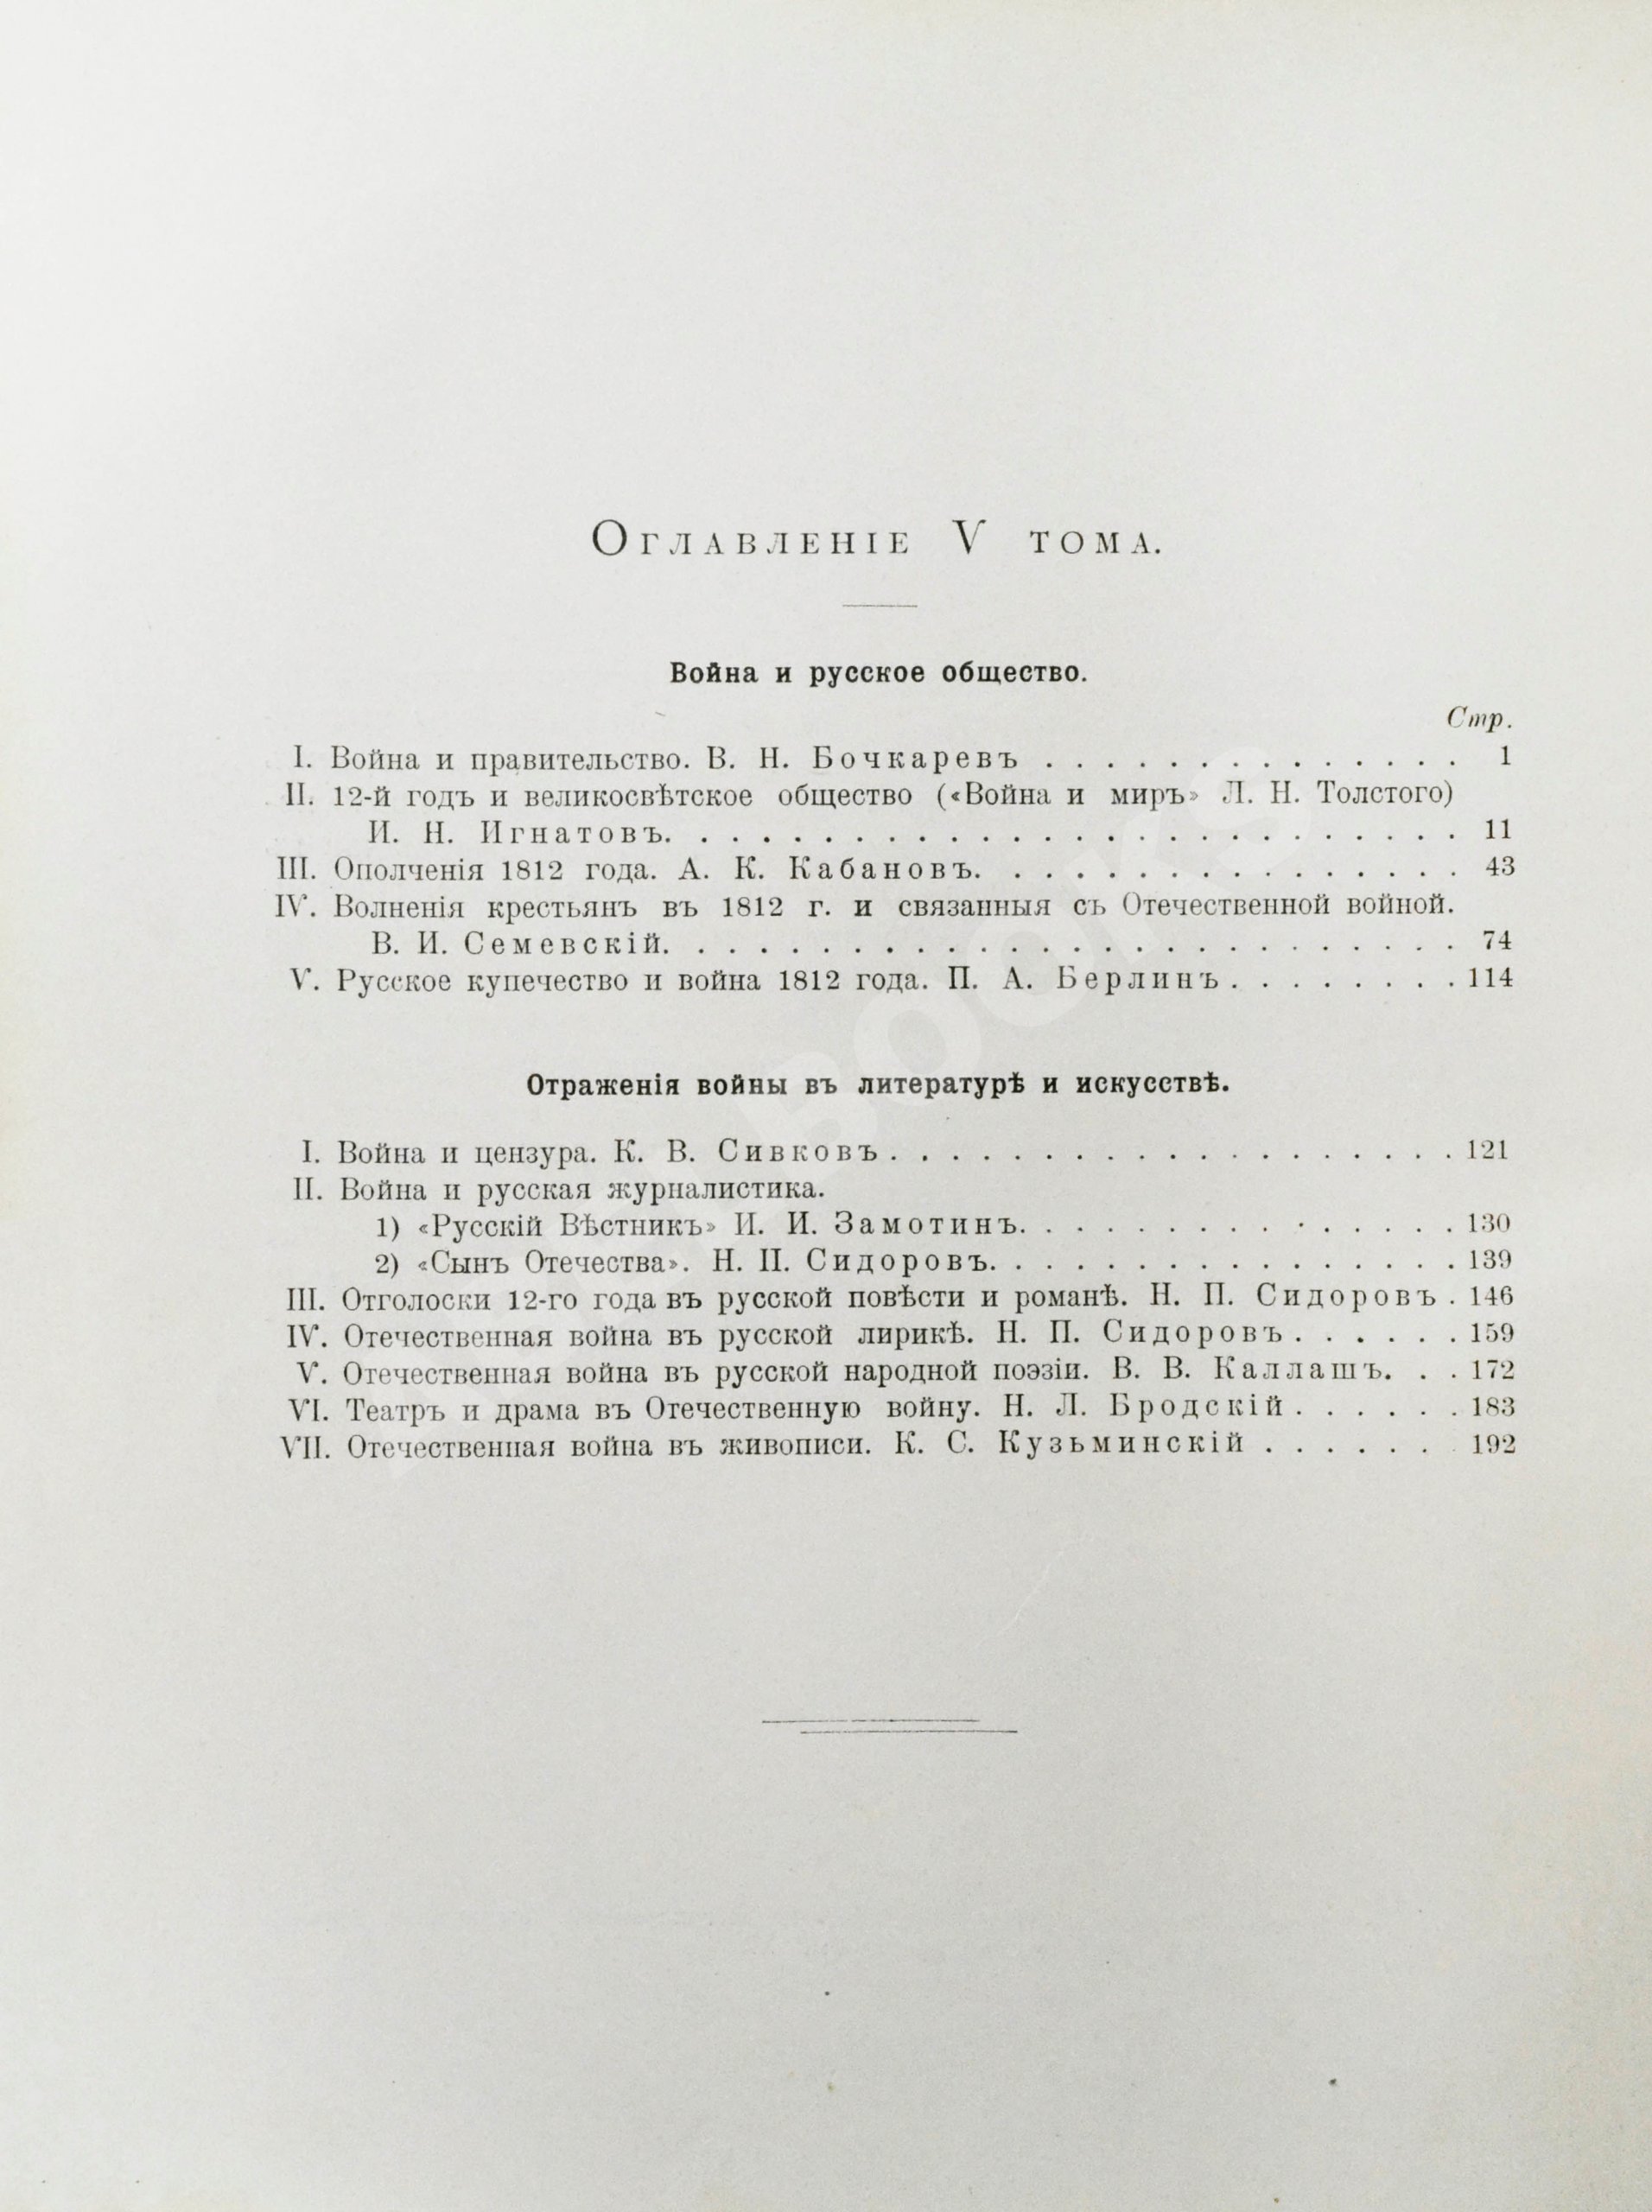 Оглавленіе V тома.
Война и русское общество.
Стр.
I. Война и правительство. В. Н. Бочкаревъ . . . . . . . . . . . . . . 1
II. 12-й годъ и великосвѣтское общество («Война и миръ» Л. Н. Толстого)
И. Н. Игнатовъ. . . . . . . . . . . . . . . . . . . . . . . . . . 11
III. Ополченія 1812 года. А. К. Кабановъ. . . . . . . . . . . . . . . . 43
IV. Волненія крестьянъ въ 1812 г. и связанныя съ Отечественной войной.
В. И. Семевскій. . . . . . . . . . . . . . . . . . . . . . . . . . 74
V. Русское купечество и война 1812 года. П. А. Берлинъ . . . . . . . . 114
Отраженія войны въ литературѣ и искусствѣ.
I. Война и цензура. К. В. Сивковъ . . . . . . . . . . . . . . . . . . . 121
II. Война и русская журналистика.
1) «Русскій Вѣстникъ» И. И. Замотинъ. . . . . . . . . . . . . . . 130
2) «Сынъ Отечества». Н. П. Сидоровъ. . . . . . . . . . . . . . . . 139
III. Отголоски 12-го года въ русской повѣсти и романѣ. Н. П. Сидоровъ . 146
IV. Отечественная война въ русской лирикѣ. Н. П. Сидоровъ . . . . . . 159
V. Отечественная война въ русской народной поэзіи. В. В. Каллашъ. . . 172
VI. Театръ и драма въ Отечественную войну. Н. Л. Бродскій . . . . . . 183
VII. Отечественная война въ живописи. К. С. Кузьминскій . . . . . . . 192
Books